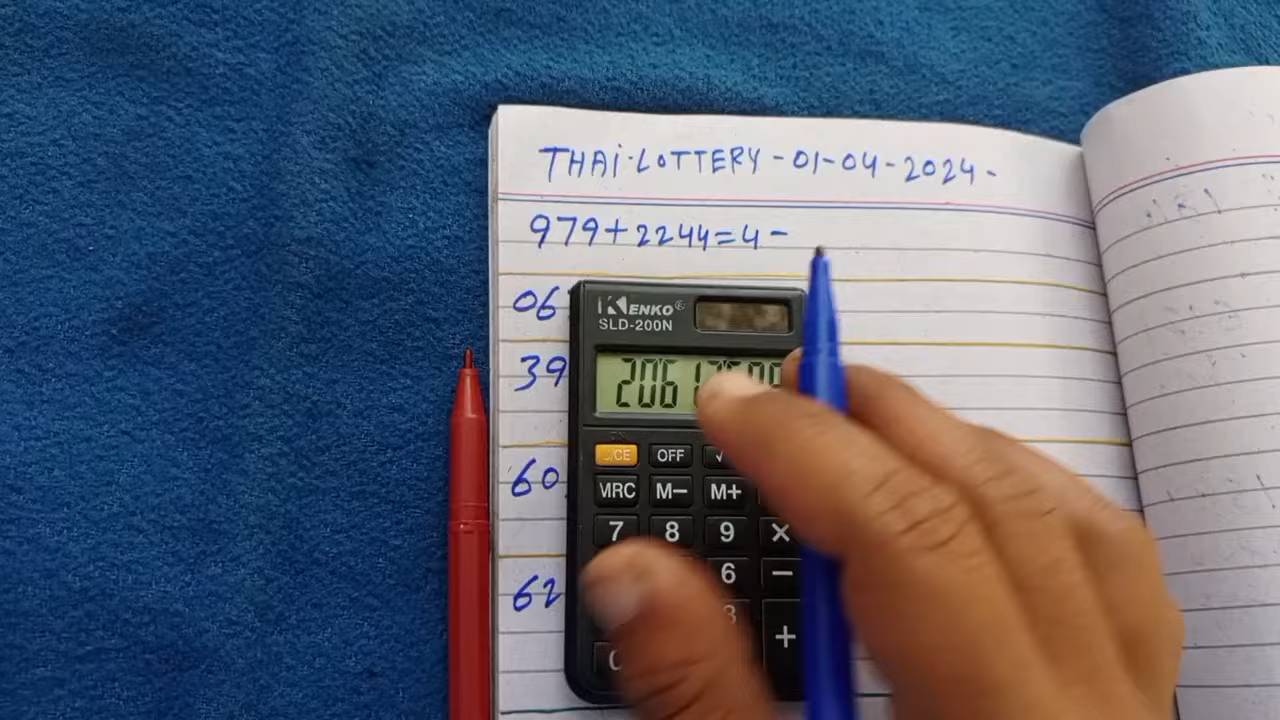 THAI·LOTTERY-01-04-2024-
979+2244=4-
06
39
60
62
KENKO®
SLD-200N
OFF
MRC M- M+
7 8 9 ×
6 -
+